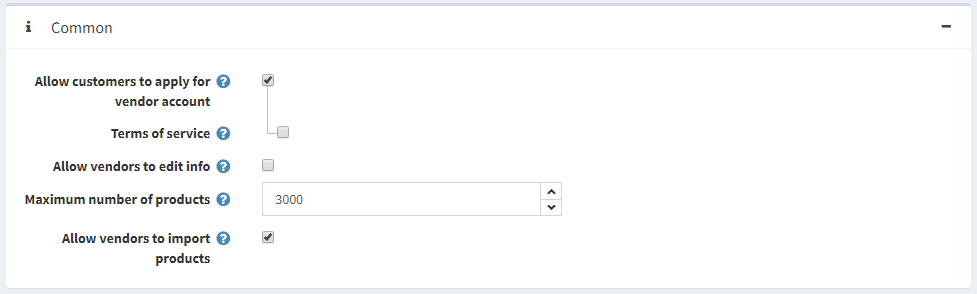 Common
Allow customers to apply for
vendor account
Terms of service
Allow vendors to edit info
Maximum number of products
3000
Allow vendors to import
products